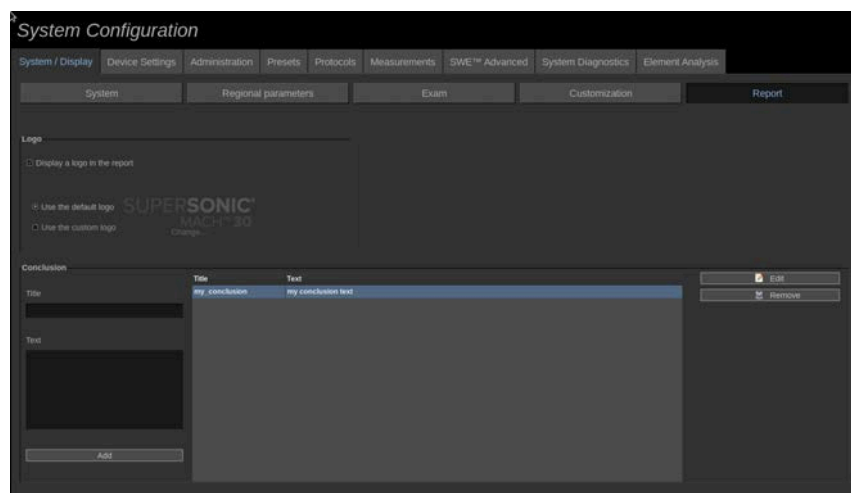 System Configuration
System / Display Device Settings Administration Presets Protocols Measurements SWE™ Advanced System Diagnostics Element Analysis
System Regional parameters Exam Customization Report
Logo
Display a logo in the report
Use the default logo
SUPERSONIC®
MACH™ 30
Use the custom logo
Change...
Conclusion
Title Text
my_conclusion my conclusion text
Edit
Remove
Title
Text
Add